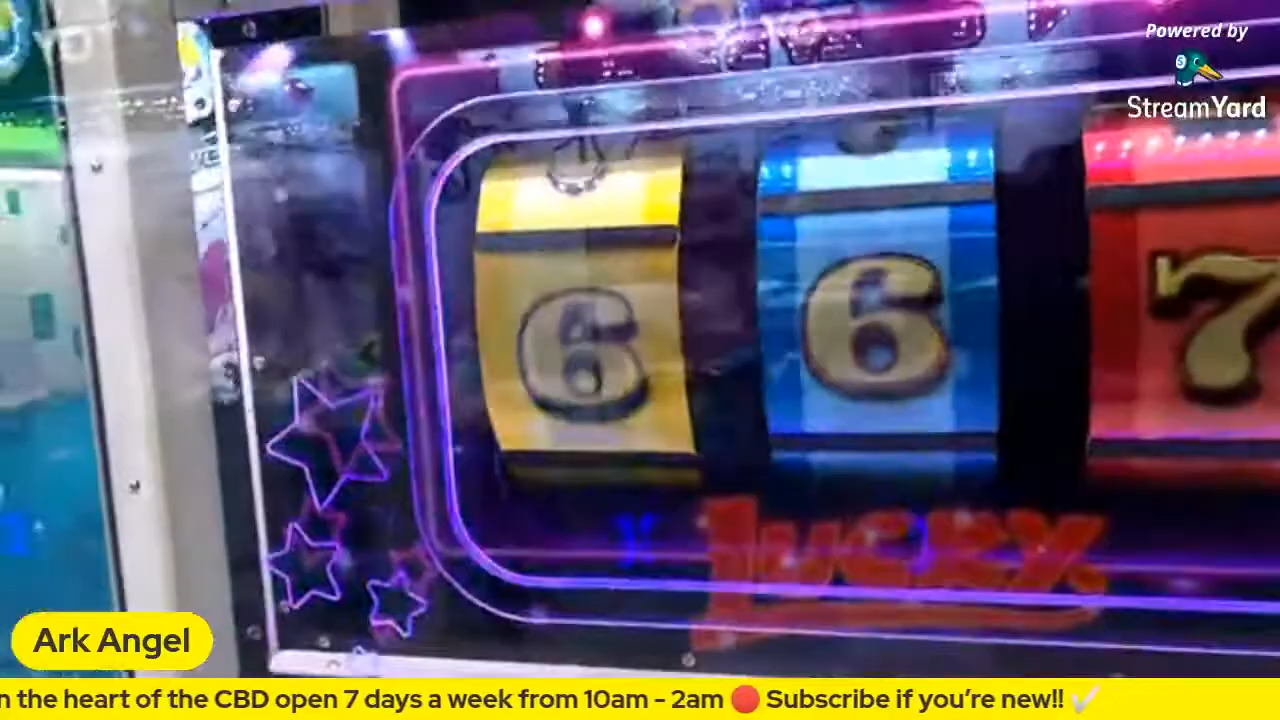 Powered by
StreamYard
6 6 7
Lucky
Ark Angel
n the heart of the CBD open 7 days a week from 10am - 2am 🔴 Subscribe if you're new!! ✔